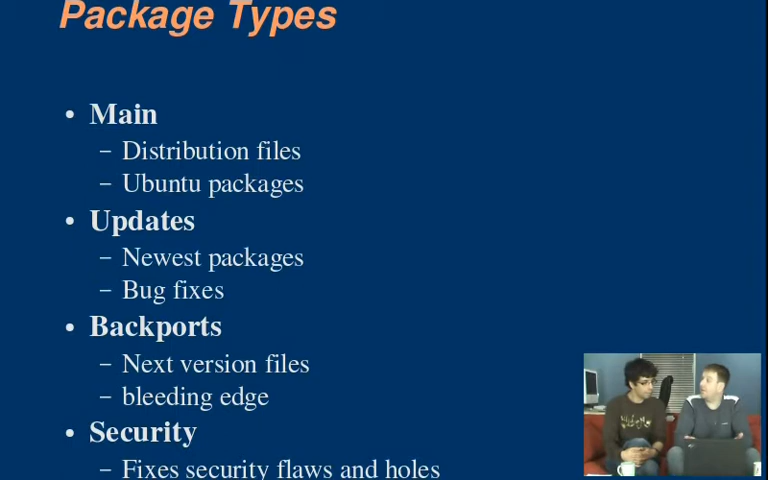 Package Types
• Main
– Distribution files
– Ubuntu packages
• Updates
– Newest packages
– Bug fixes
• Backports
– Next version files
– bleeding edge
• Security
– Fixes security flaws and holes